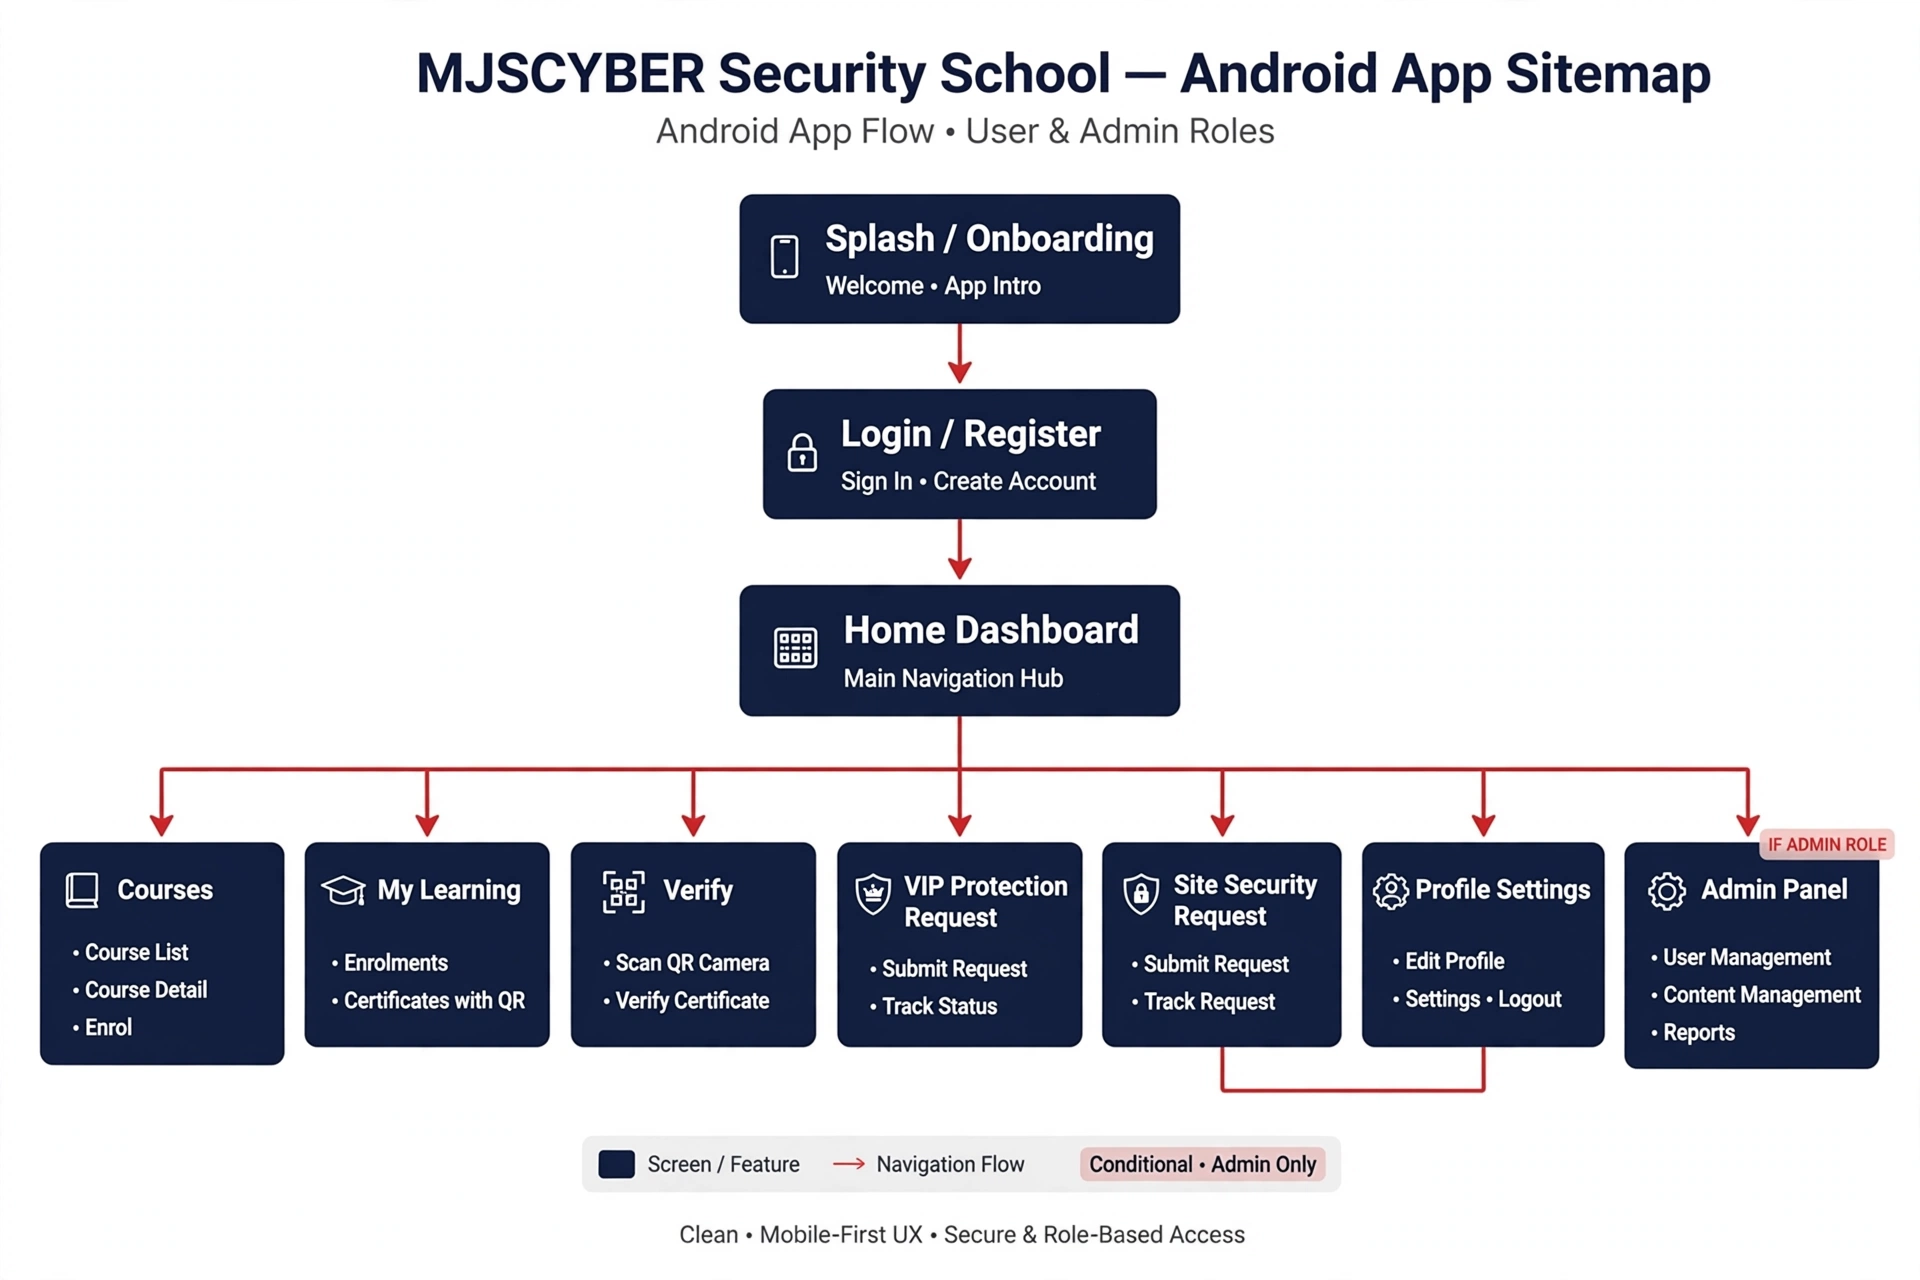 MJSCYBER Security School — Android App Sitemap
Android App Flow • User & Admin Roles
Splash / Onboarding
Welcome • App Intro
Login / Register
Sign In • Create Account
Home Dashboard
Main Navigation Hub
Courses
• Course List
• Course Detail
• Enrol
My Learning
• Enrolments
• Certificates with QR
Verify
• Scan QR Camera
• Verify Certificate
VIP Protection
Request
• Submit Request
• Track Status
Site Security
Request
• Submit Request
• Track Request
Profile Settings
• Edit Profile
• Settings • Logout
IF ADMIN ROLE
Admin Panel
• User Management
• Content Management
• Reports
Screen / Feature
Navigation Flow
Conditional • Admin Only
Clean • Mobile-First UX • Secure & Role-Based Access